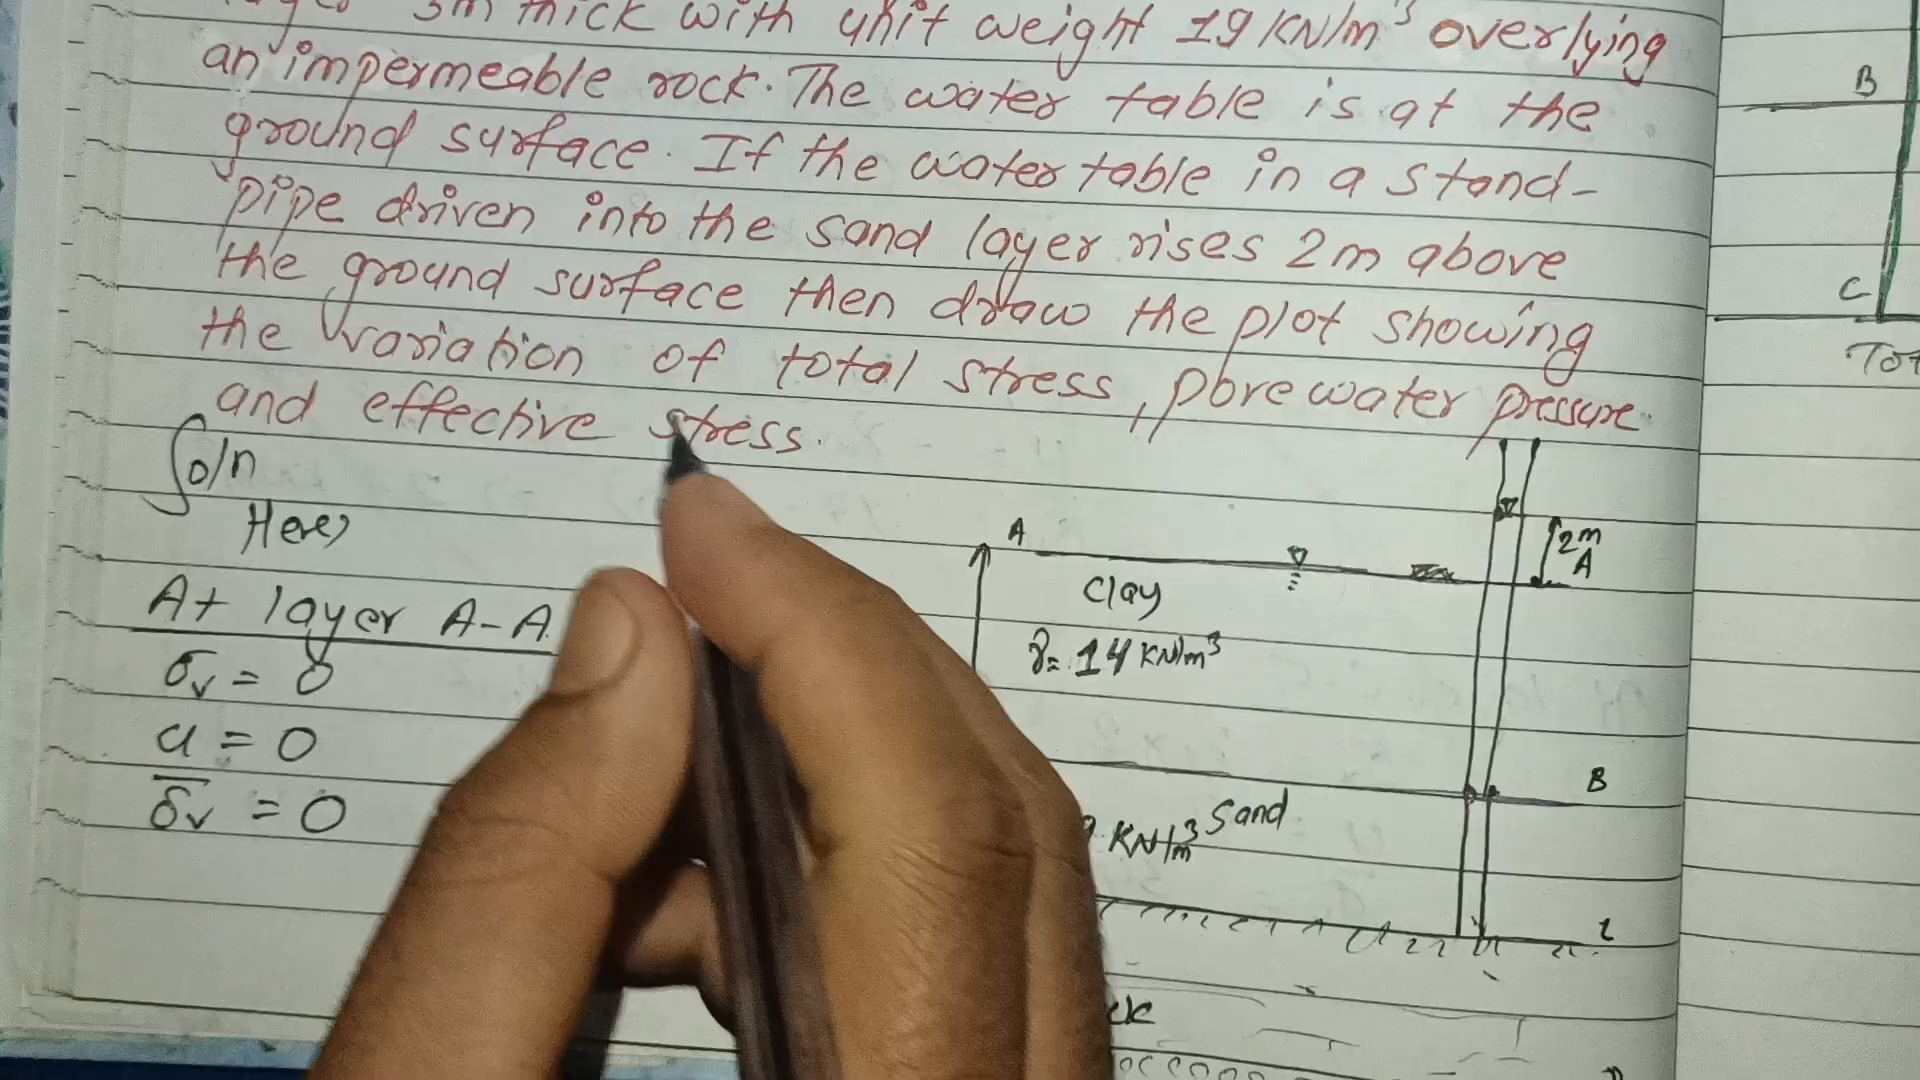 3m thick with unit weight 19 KN/m³ overlying
an impermeable rock. The water table is at the
ground surface. If the water table in a stand-
pipe driven into the sand layer rises 2m above
the ground surface then draw the plot showing
the variation of total stress, pore water pressure
and effective stress.
Sol/n
Here,
At layer A-A
σv = 0
u = 0
σ̅v = 0
A
2m
A
Clay
γ = 14 KN/m³
B
Sand
KN/m³
B
C